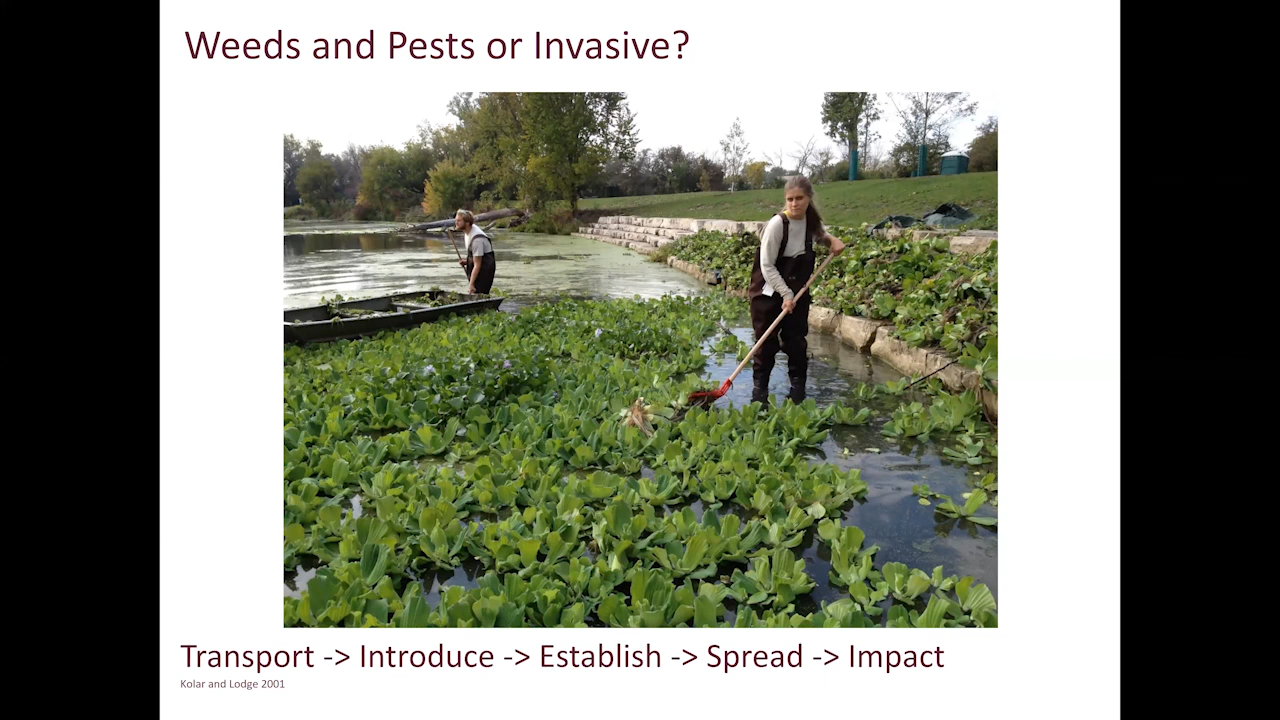 Weeds and Pests or Invasive?
Transport -> Introduce -> Establish -> Spread -> Impact
Kolar and Lodge 2001